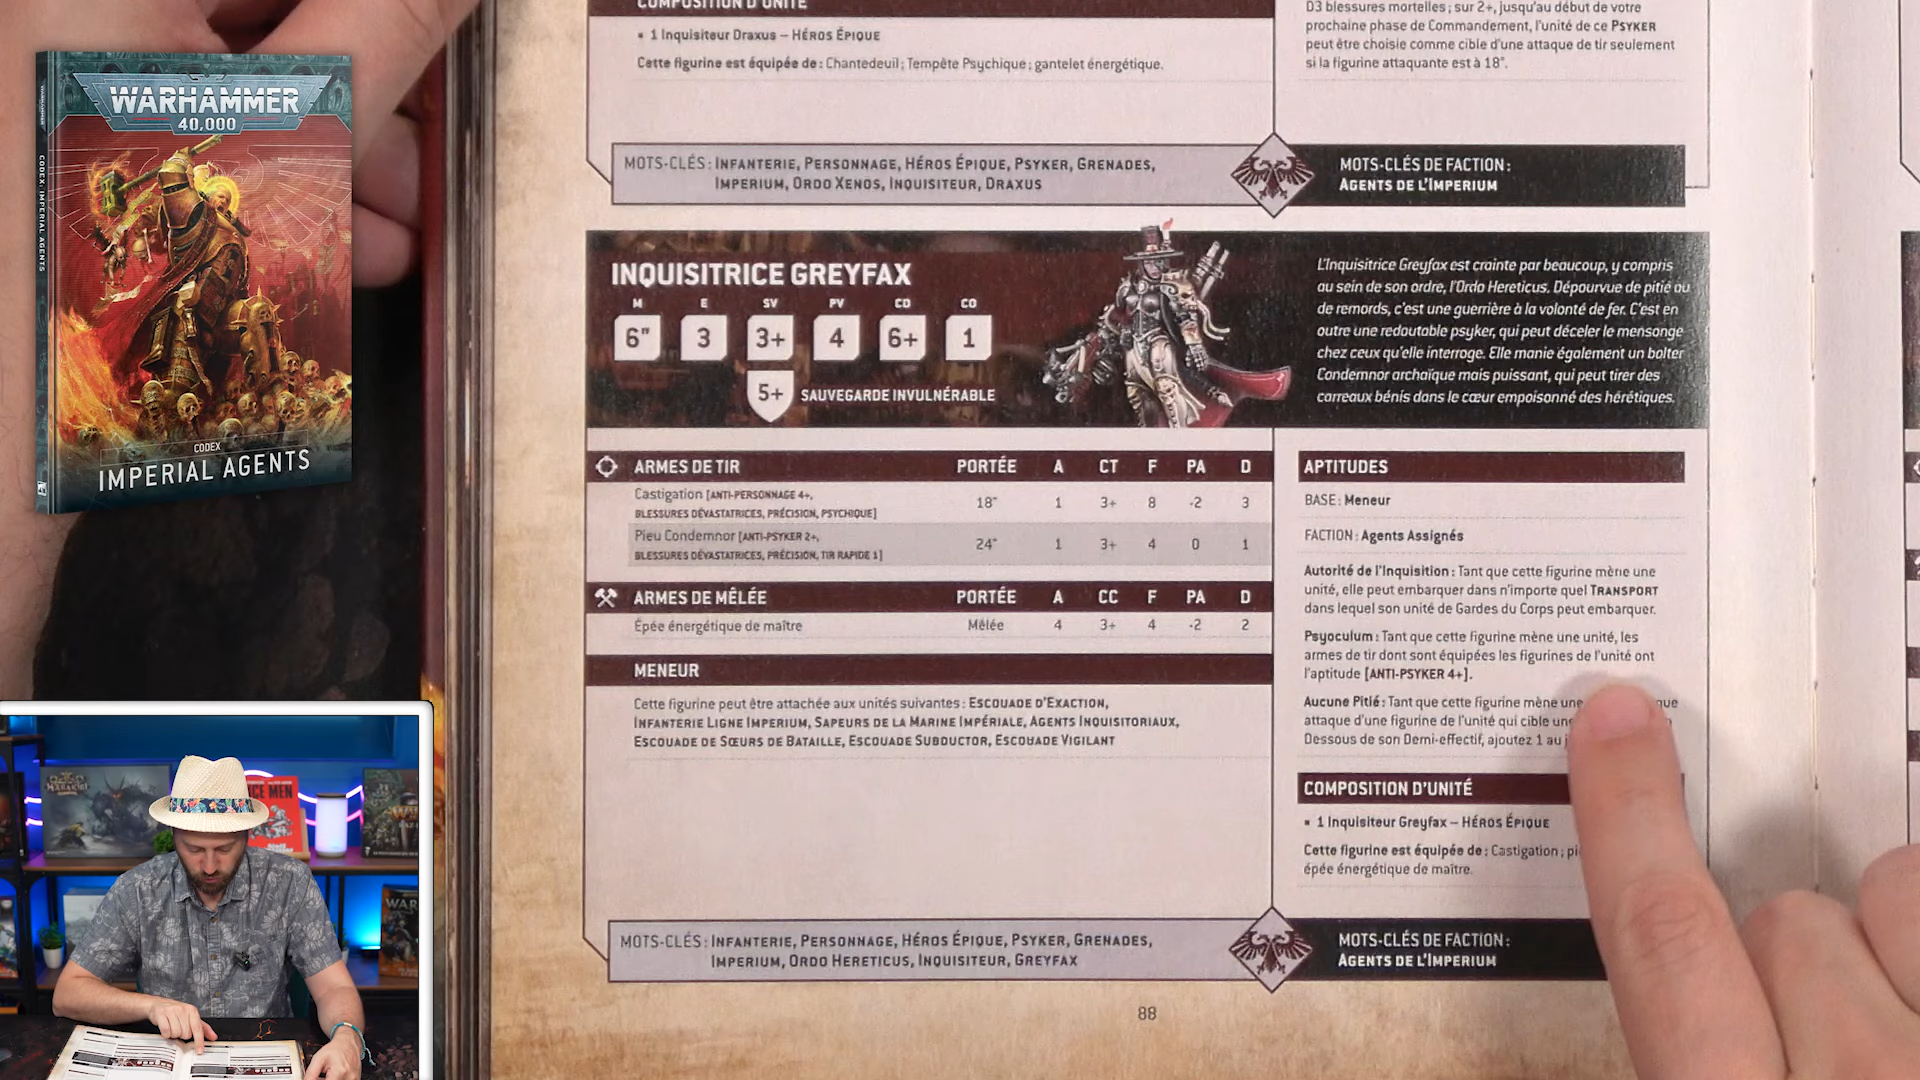 WARHAMMER
40,000
CODEX: IMPERIAL AGENTS
CODEX
IMPERIAL AGENTS
COMPOSITION D'UNITÉ
▪ 1 Inquisiteur Draxus – HÉROS ÉPIQUE
Cette figurine est équipée de : Chantedeuil ; Tempête Psychique ; gantelet énergétique.
D3 blessures mortelles ; sur 2+, jusqu'au début de votre
prochaine phase de Commandement, l'unité de ce PSYKER
peut être choisie comme cible d'une attaque de tir seulement
si la figurine attaquante est à 18".
MOTS-CLÉS : INFANTERIE, PERSONNAGE, HÉROS ÉPIQUE, PSYKER, GRENADES,
IMPERIUM, ORDO XENOS, INQUISITEUR, DRAXUS
MOTS-CLÉS DE FACTION :
AGENTS DE L'IMPERIUM
INQUISITRICE GREYFAX
M E SV PV CD CO
6" 3 3+ 4 6+ 1
5+ SAUVEGARDE INVULNÉRABLE
L'Inquisitrice Greyfax est crainte par beaucoup, y compris
au sein de son ordre, l'Ordo Hereticus. Dépourvue de pitié ou
de remords, c'est une guerrière à la volonté de fer. C'est en
outre une redoutable psyker, qui peut déceler le mensonge
chez ceux qu'elle interroge. Elle manie également un bolter
Condemnor archaïque mais puissant, qui peut tirer des
carreaux bénis dans le cœur empoisonné des hérétiques.
ARMES DE TIR PORTÉE A CT F PA D
Castigation [ANTI-PERSONNAGE 4+,
BLESSURES DÉVASTATRICES, PRÉCISION, PSYCHIQUE] 18" 1 3+ 8 -2 3
Pieu Condemnor [ANTI-PSYKER 2+,
BLESSURES DÉVASTATRICES, PRÉCISION, TIR RAPIDE 1] 24" 1 3+ 4 0 1
ARMES DE MÊLÉE PORTÉE A CC F PA D
Épée énergétique de maître Mêlée 4 3+ 4 -2 2
MENEUR
Cette figurine peut être attachée aux unités suivantes : ESCOUADE D'EXACTION,
INFANTERIE LIGNE IMPERIUM, SAPEURS DE LA MARINE IMPÉRIALE, AGENTS INQUISITORIAUX,
ESCOUADE DE SŒURS DE BATAILLE, ESCOUADE SUBDUCTOR, ESCOUADE VIGILANT
APTITUDES
BASE : Meneur
FACTION : Agents Assignés
Autorité de l'Inquisition : Tant que cette figurine mène une
unité, elle peut embarquer dans n'importe quel TRANSPORT
dans lequel son unité de Gardes du Corps peut embarquer.
Psyoculum : Tant que cette figurine mène une unité, les
armes de tir dont sont équipées les figurines de l'unité ont
l'aptitude [ANTI-PSYKER 4+].
Aucune Pitié : Tant que cette figurine mène une que
attaque d'une figurine de l'unité qui cible une
Dessous de son Demi-effectif, ajoutez 1 au
COMPOSITION D'UNITÉ
▪ 1 Inquisiteur Greyfax – HÉROS ÉPIQUE
Cette figurine est équipée de : Castigation ;
épée énergétique de maître.
MOTS-CLÉS : INFANTERIE, PERSONNAGE, HÉROS ÉPIQUE, PSYKER, GRENADES,
IMPERIUM, ORDO HERETICUS, INQUISITEUR, GREYFAX
MOTS-CLÉS DE FACTION :
AGENTS DE L'IMPERIUM
88